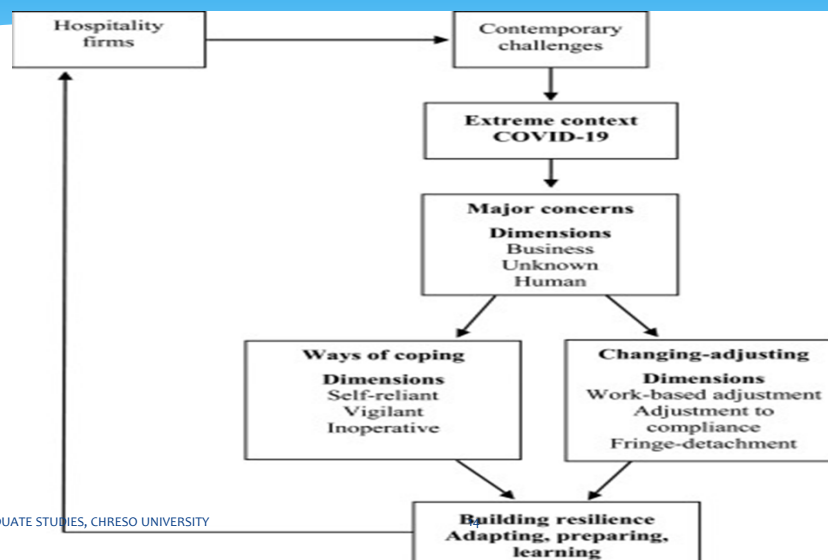 Hospitality
firms
Contemporary
challenges
Extreme context
COVID-19
Major concerns
Dimensions
Business
Unknown
Human
Ways of coping
Dimensions
Self-reliant
Vigilant
Inoperative
Changing-adjusting
Dimensions
Work-based adjustment
Adjustment to
compliance
Fringe-detachment
Building resilience
Adapting, preparing,
learning
STUDIES, CHRESO UNIVERSITY